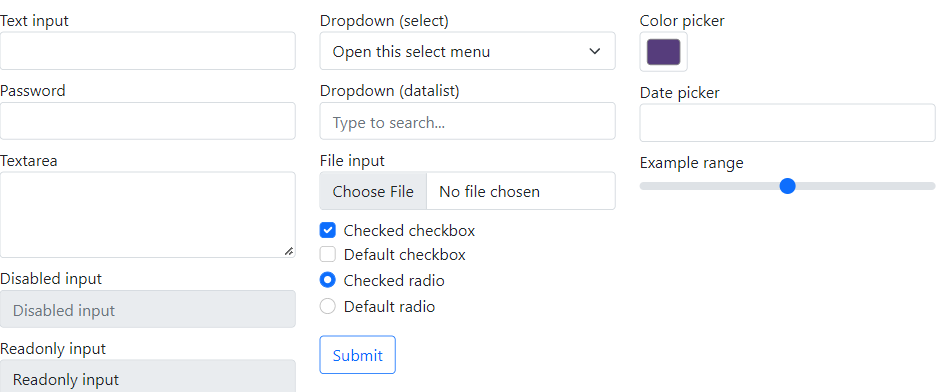 Text input
Password
Textarea
Disabled input
Disabled input
Readonly input
Readonly input
Dropdown (select)
Open this select menu
Dropdown (datalist)
Type to search...
File input
Choose File No file chosen
Checked checkbox
Default checkbox
Checked radio
Default radio
Submit
Color picker
Date picker
Example range